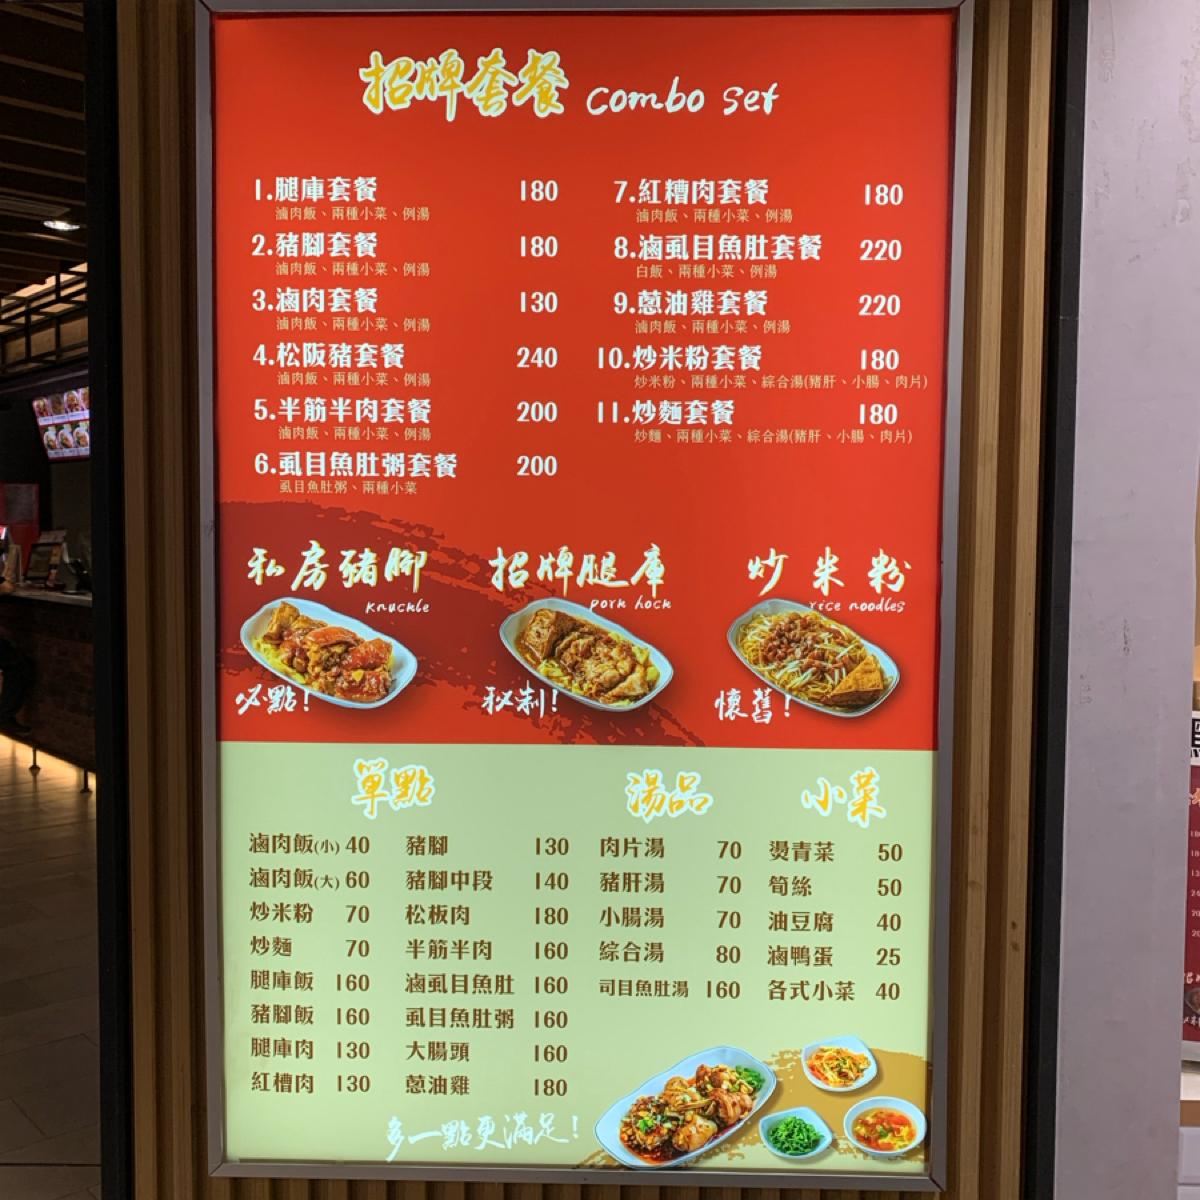 招牌套餐 combo set
1.腿庫套餐 180
滷肉飯、兩種小菜、例湯
2.豬腳套餐 180
滷肉飯、兩種小菜、例湯
3.滷肉套餐 130
滷肉飯、兩種小菜、例湯
4.松阪豬套餐 240
滷肉飯、兩種小菜、例湯
5.半筋半肉套餐 200
滷肉飯、兩種小菜、例湯
6.虱目魚肚粥套餐 200
虱目魚肚粥、兩種小菜
7.紅糟肉套餐 180
滷肉飯、兩種小菜、例湯
8.滷虱目魚肚套餐 220
白飯、兩種小菜、例湯
9.蔥油雞套餐 220
滷肉飯、兩種小菜、例湯
10.炒米粉套餐 180
炒米粉、兩種小菜、綜合湯(豬肝、小腸、肉片)
11.炒麵套餐 180
炒麵、兩種小菜、綜合湯(豬肝、小腸、肉片)
私房豬腳
knuckle
必點!
招牌腿庫
pork hock
秘制!
炒米粉
rice noodles
懷舊!
單點
滷肉飯(小) 40
滷肉飯(大) 60
炒米粉 70
炒麵 70
腿庫飯 160
豬腳飯 160
腿庫肉 130
紅槽肉 130
豬腳 130
豬腳中段 140
松板肉 180
半筋半肉 160
滷虱目魚肚 160
虱目魚肚粥 160
大腸頭 160
蔥油雞 180
湯品
肉片湯 70
豬肝湯 70
小腸湯 70
綜合湯 80
司目魚肚湯 160
小菜
燙青菜 50
筍絲 50
油豆腐 40
滷鴨蛋 25
各式小菜 40
多一點更滿足!